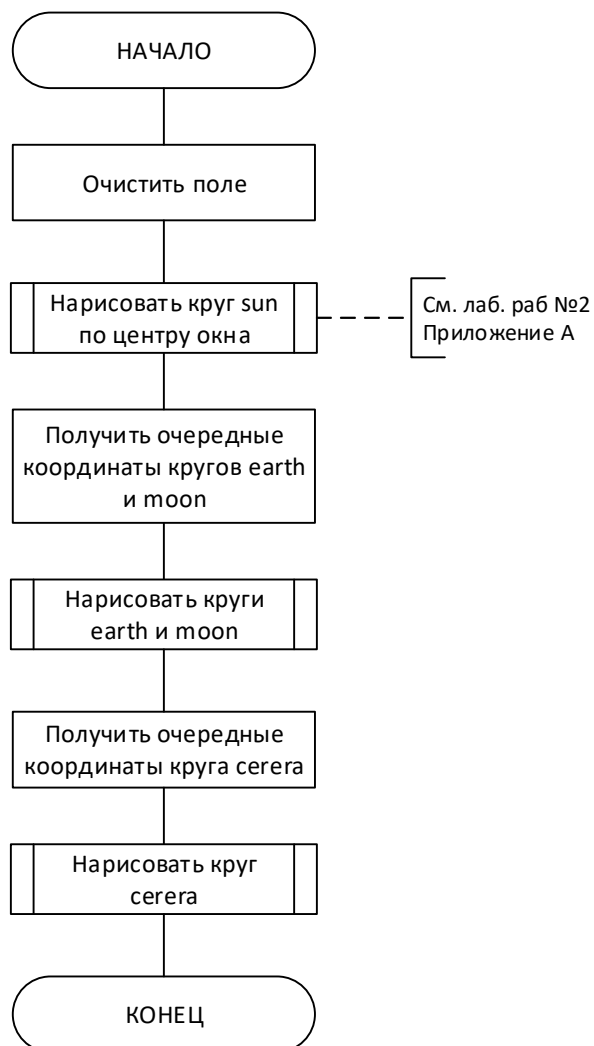 НАЧАЛО
Очистить поле
Нарисовать круг sun
по центру окна
См. лаб. раб №2
Приложение А
Получить очередные
координаты кругов earth
и moon
Нарисовать круги
earth и moon
Получить очередные
координаты круга cerera
Нарисовать круг
cerera
КОНЕЦ